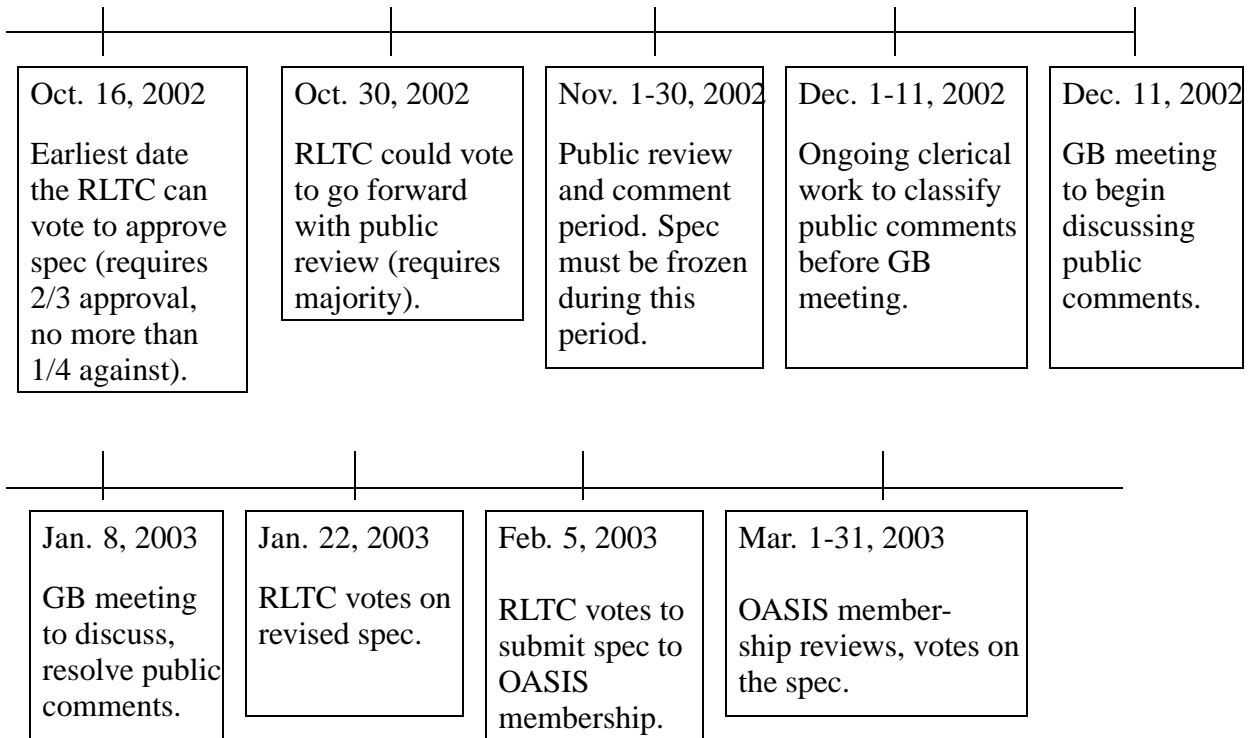 Oct. 16, 2002
Earliest date
the RLTC can
vote to approve
spec (requires
2/3 approval,
no more than
1/4 against).
Oct. 30, 2002
RLTC could vote
to go forward
with public
review (requires
majority).
Nov. 1-30, 2002
Public review
and comment
period. Spec
must be frozen
during this
period.
Dec. 1-11, 2002
Ongoing clerical
work to classify
public comments
before GB
meeting.
Dec. 11, 2002
GB meeting
to begin
discussing
public
comments.
Jan. 8, 2003
GB meeting
to discuss,
resolve public
comments.
Jan. 22, 2003
RLTC votes on
revised spec.
Feb. 5, 2003
RLTC votes to
submit spec to
OASIS
membership.
Mar. 1-31, 2003
OASIS member-
ship reviews, votes on
the spec.